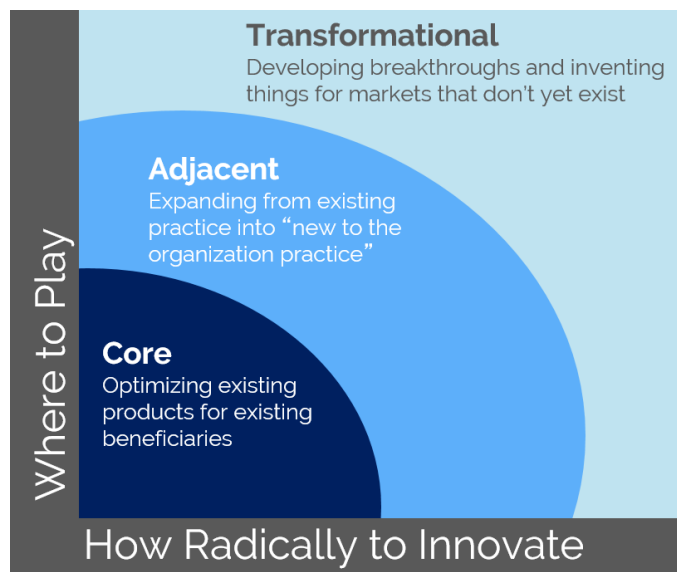 Transformational
Developing breakthroughs and inventing
things for markets that don’t yet exist
Adjacent
Expanding from existing
practice into “new to the
organization practice”
Core
Optimizing existing
products for existing
beneficiaries
Where to Play
How Radically to Innovate